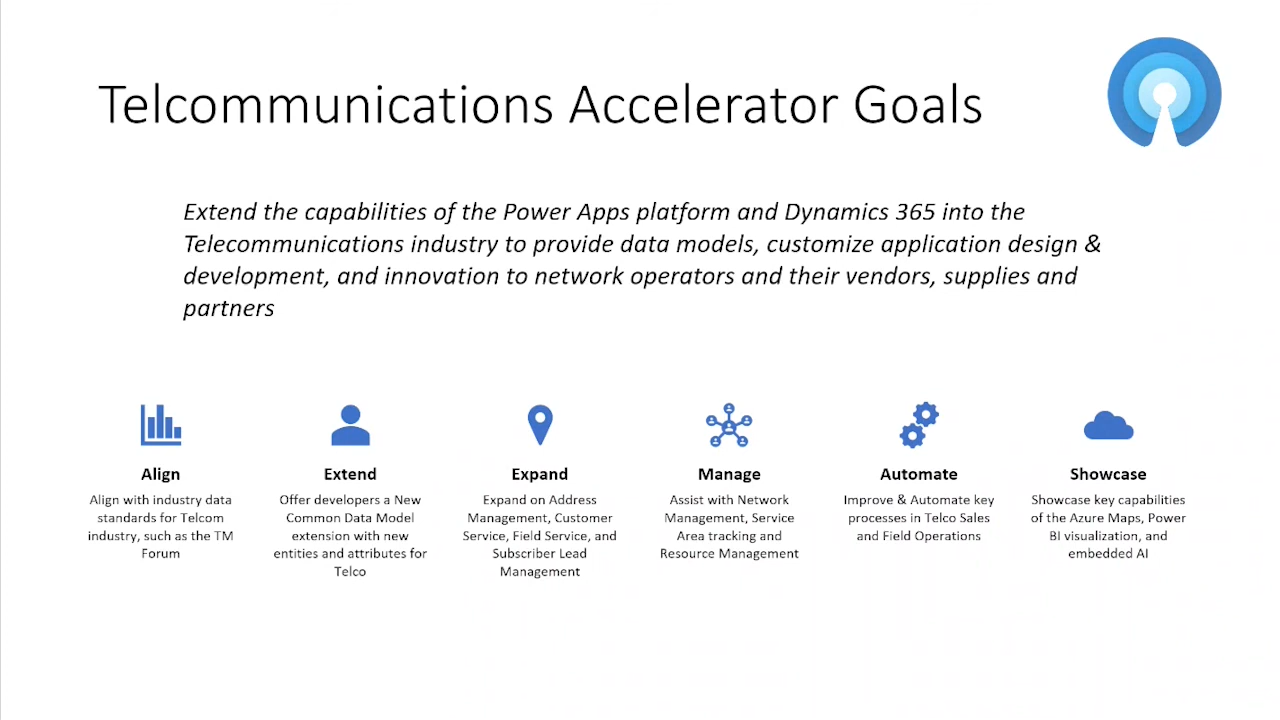 Telcommunications Accelerator Goals
Extend the capabilities of the Power Apps platform and Dynamics 365 into the
Telecommunications industry to provide data models, customize application design &
development, and innovation to network operators and their vendors, supplies and
partners
Align
Align with industry data
standards for Telcom
industry, such as the TM
Forum
Extend
Offer developers a New
Common Data Model
extension with new
entities and attributes for
Telco
Expand
Expand on Address
Management, Customer
Service, Field Service, and
Subscriber Lead
Management
Manage
Assist with Network
Management, Service
Area tracking and
Resource Management
Automate
Improve & Automate key
processes in Telco Sales
and Field Operations
Showcase
Showcase key capabilities
of the Azure Maps, Power
BI visualization, and
embedded AI